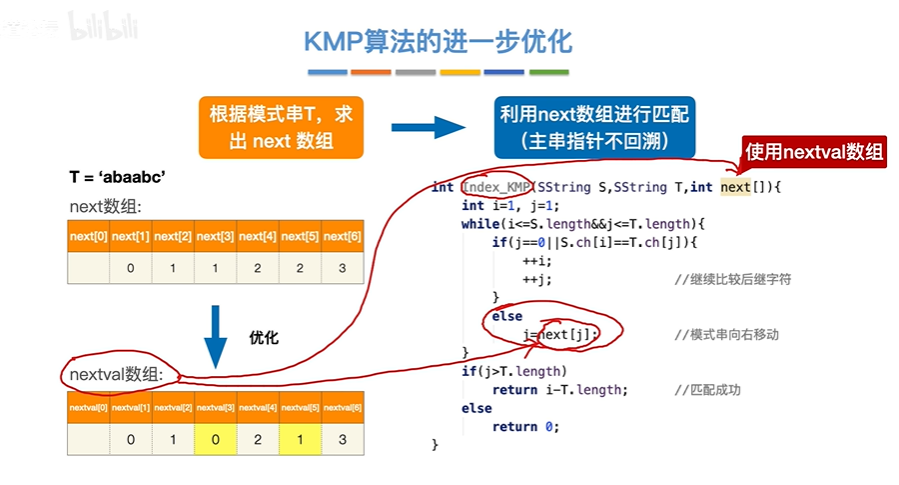 bilibili
KMP算法的进一步优化
根据模式串T，求
出 next 数组
利用next数组进行匹配
（主串指针不回溯）
使用nextval数组
T = ‘abaabc’
next数组:
next[0] next[1] next[2] next[3] next[4] next[5] next[6]
0 1 1 2 2 3
优化
nextval数组:
nextval[0] nextval[1] nextval[2] nextval[3] nextval[4] nextval[5] nextval[6]
0 1 0 2 1 3
int Index_KMP(SString S,SString T,int next[]){
int i=1, j=1;
while(i<=S.length&&j<=T.length){
if(j==0||S.ch[i]==T.ch[j]){
++i;
++j; //继续比较后继字符
}
else
j=next[j]; //模式串向右移动
}
if(j>T.length)
return i-T.length; //匹配成功
else
return 0;
}